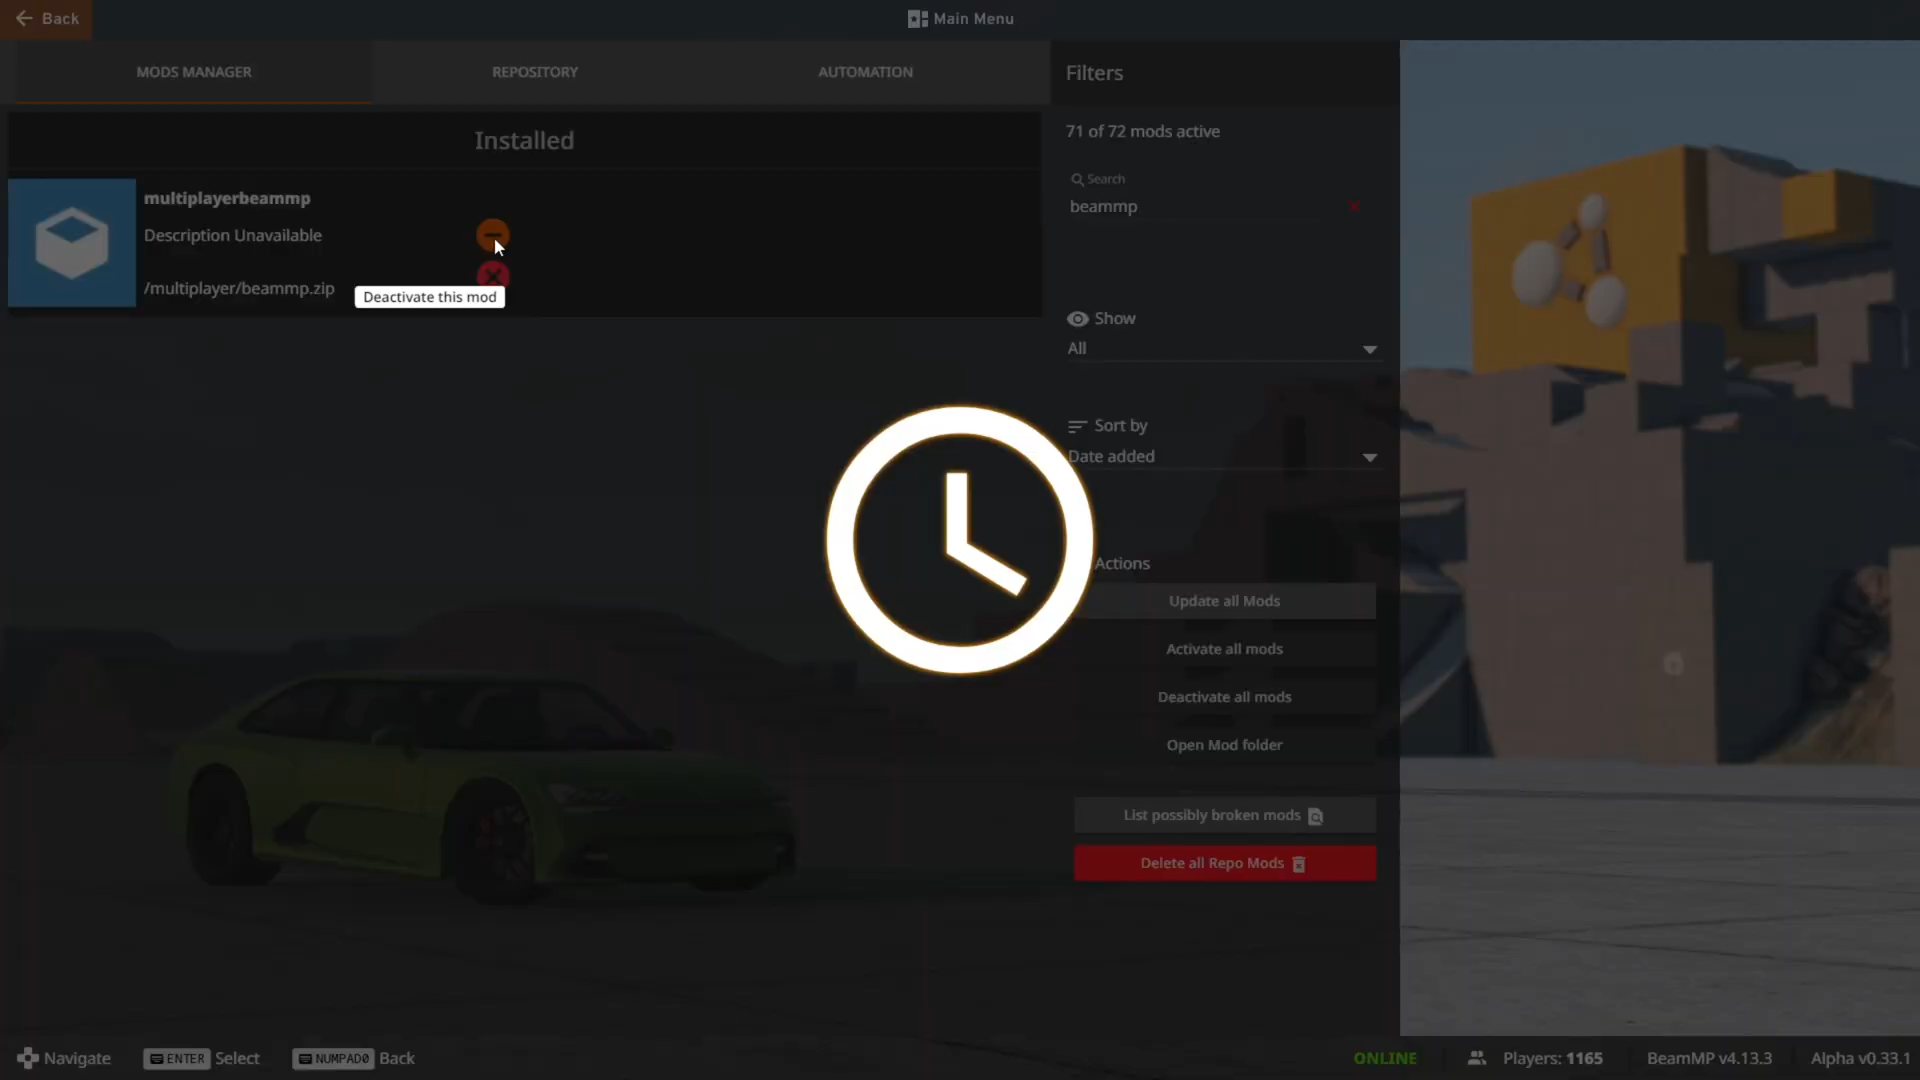 Back
Main Menu
MODS MANAGER
REPOSITORY
AUTOMATION
Installed
multiplayerbeammp
Description Unavailable
/multiplayer/beammp.zip
Deactivate this mod
Filters
71 of 72 mods active
Search
beammp
Show
All
Sort by
Date added
Actions
Update all Mods
Activate all mods
Deactivate all mods
Open Mod folder
List possibly broken mods
Delete all Repo Mods
Navigate
ENTER Select
NUMPAD0 Back
ONLINE
Players: 1165
BeamMP v4.13.3
Alpha v0.33.1